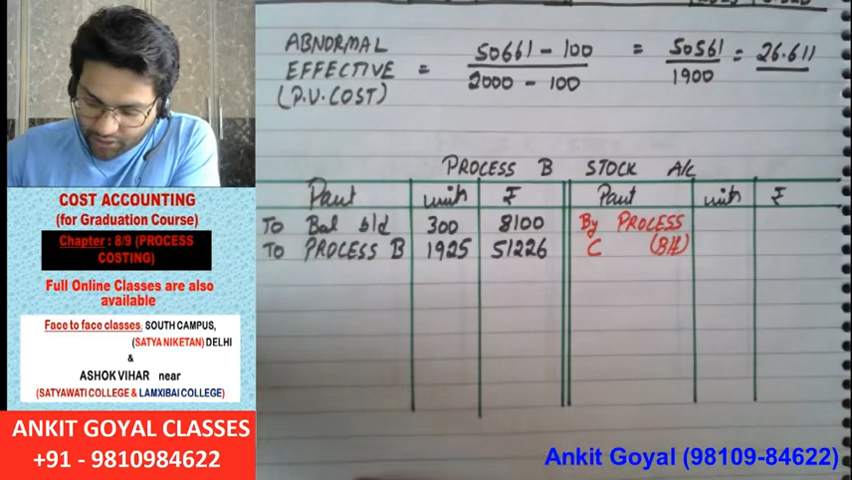 COST ACCOUNTING
(for Graduation Course)
Chapter : 8/9 (PROCESS
COSTING)
Full Online Classes are also
available
Face to face classes, SOUTH CAMPUS,
(SATYA NIKETAN) DELHI
&
ASHOK VIHAR near
(SATYAWATI COLLEGE & LAMXIBAI COLLEGE)
ANKIT GOYAL CLASSES
+91 - 9810984622
ABNORMAL
EFFECTIVE
(P.U.COST)
= 50661 - 100 = 50561 = 26.611
2000 - 100 1900
PROCESS B STOCK A/C
Part units ₹ Part units ₹
To Bal b/d 300 8100 By PROCESS
To PROCESS B 1925 51226 C (B/f)
Ankit Goyal (98109-84622)